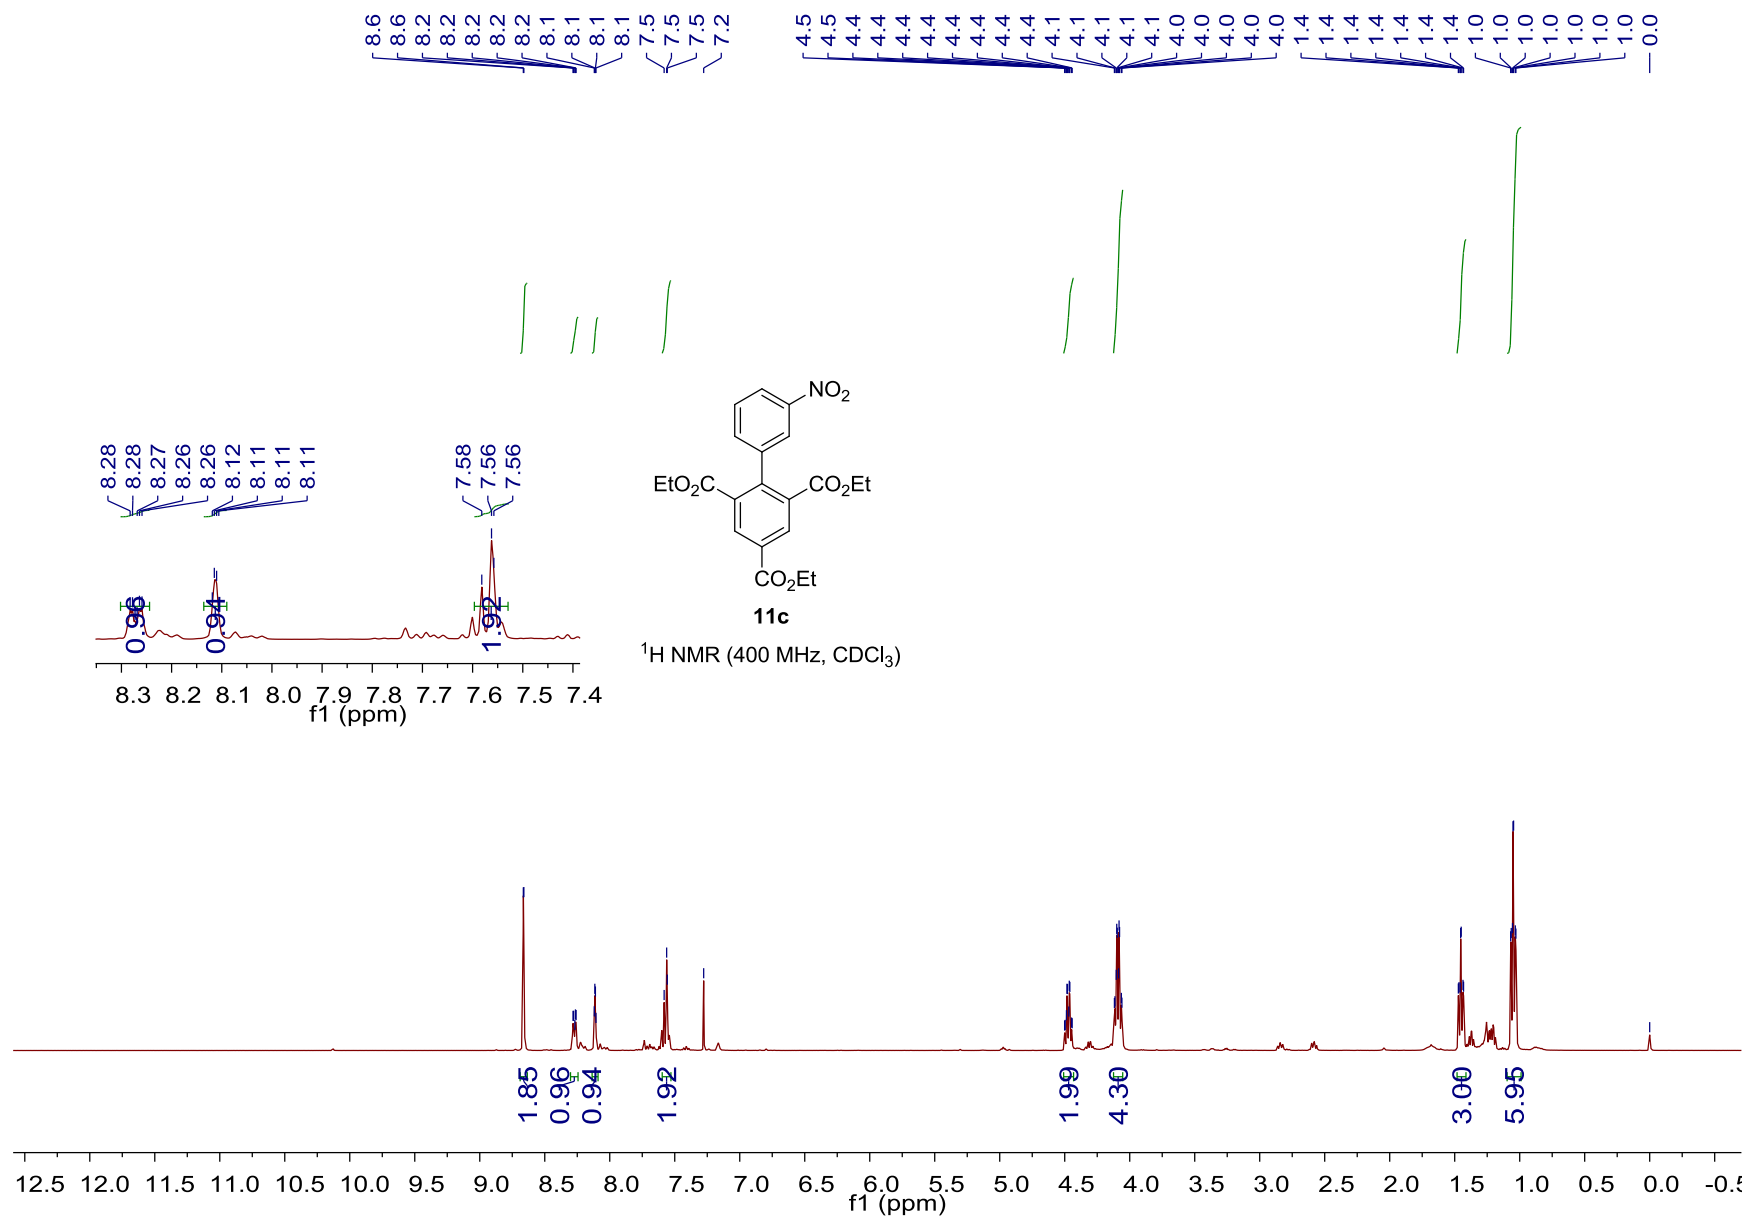 8.6 8.6 8.2 8.2 8.2 8.2 8.2 8.1 8.1 8.1 8.1 7.5 7.5 7.5 7.2 4.5 4.5 4.4 4.4 4.4 4.4 4.4 4.4 4.4 4.4 4.1 4.1 4.1 4.1 4.1 4.0 4.0 4.0 4.0 4.0 1.4 1.4 1.4 1.4 1.4 1.4 1.4 1.0 1.0 1.0 1.0 1.0 1.0 1.0 0.0
NO2
8.28 8.28 8.27 8.26 8.26 8.12 8.11 8.11 8.11 7.58 7.56 7.56
EtO2C CO2Et
CO2Et
11c
1H NMR (400 MHz, CDCl3)
0.96 0.94 1.92
8.3 8.2 8.1 8.0 7.9 7.8 7.7 7.6 7.5 7.4
f1 (ppm)
1.85 0.96 0.94 1.92 1.99 4.30 3.00 5.95
12.5 12.0 11.5 11.0 10.5 10.0 9.5 9.0 8.5 8.0 7.5 7.0 6.5 6.0 5.5 5.0 4.5 4.0 3.5 3.0 2.5 2.0 1.5 1.0 0.5 0.0
f1 (ppm)